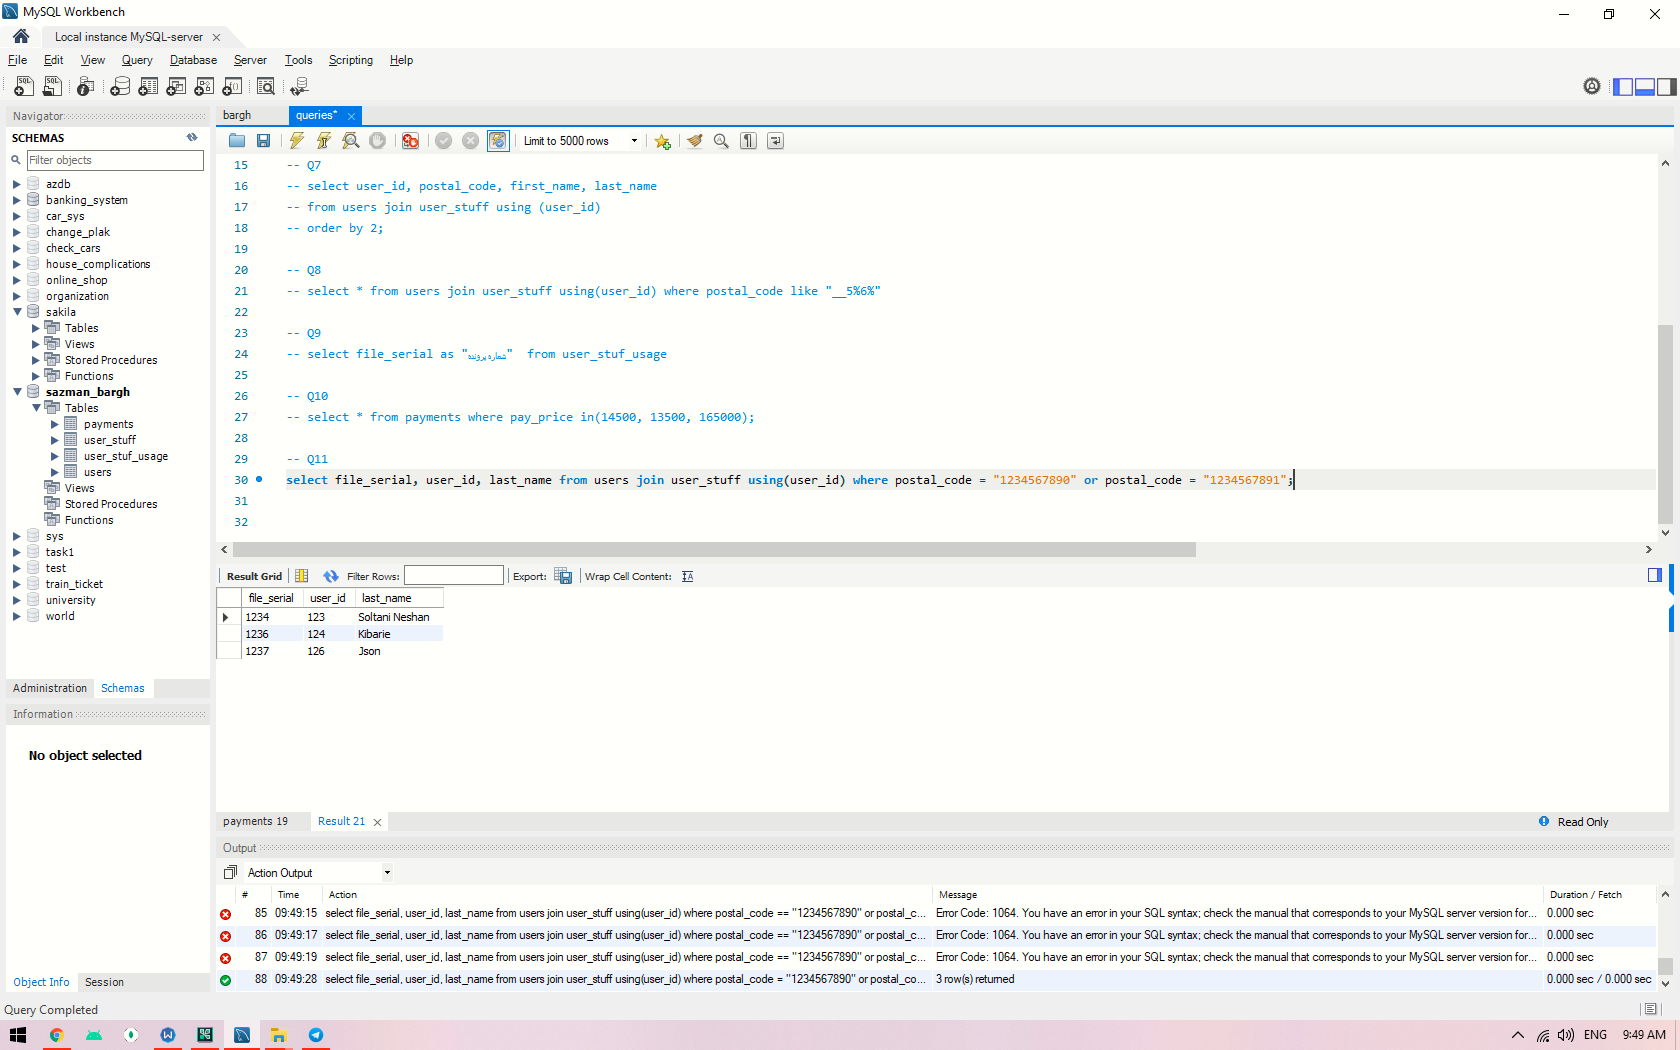 MySQL Workbench
Local instance MySQL-server
File Edit View Query Database Server Tools Scripting Help
Navigator
SCHEMAS
Filter objects
azdb
banking_system
car_sys
change_plak
check_cars
house_complications
online_shop
organization
sakila
Tables
Views
Stored Procedures
Functions
sazman_bargh
Tables
payments
user_stuff
user_stuf_usage
users
Views
Stored Procedures
Functions
sys
task1
test
train_ticket
university
world
Administration Schemas
Information
No object selected
Object Info Session
bargh queries*
Limit to 5000 rows
15 -- Q7
16 -- select user_id, postal_code, first_name, last_name
17 -- from users join user_stuff using (user_id)
18 -- order by 2;
19
20 -- Q8
21 -- select * from users join user_stuff using(user_id) where postal_code like "__5%6%"
22
23 -- Q9
24 -- select file_serial as "شماره پرونده" from user_stuf_usage
25
26 -- Q10
27 -- select * from payments where pay_price in(14500, 13500, 165000);
28
29 -- Q11
30 select file_serial, user_id, last_name from users join user_stuff using(user_id) where postal_code = "1234567890" or postal_code = "1234567891";
31
32
Result Grid Filter Rows: Export: Wrap Cell Content:
file_serial user_id last_name
1234 123 Soltani Neshan
1236 124 Kibarie
1237 126 Json
payments 19 Result 21 Read Only
Output
Action Output
# Time Action Message Duration / Fetch
85 09:49:15 select file_serial, user_id, last_name from users join user_stuff using(user_id) where postal_code == "1234567890" or postal_c... Error Code: 1064. You have an error in your SQL syntax; check the manual that corresponds to your MySQL server version for... 0.000 sec
86 09:49:17 select file_serial, user_id, last_name from users join user_stuff using(user_id) where postal_code == "1234567890" or postal_c... Error Code: 1064. You have an error in your SQL syntax; check the manual that corresponds to your MySQL server version for... 0.000 sec
87 09:49:19 select file_serial, user_id, last_name from users join user_stuff using(user_id) where postal_code == "1234567890" or postal_c... Error Code: 1064. You have an error in your SQL syntax; check the manual that corresponds to your MySQL server version for... 0.000 sec
88 09:49:28 select file_serial, user_id, last_name from users join user_stuff using(user_id) where postal_code = "1234567890" or postal_co... 3 row(s) returned 0.000 sec / 0.000 sec
Query Completed
ENG 9:49 AM